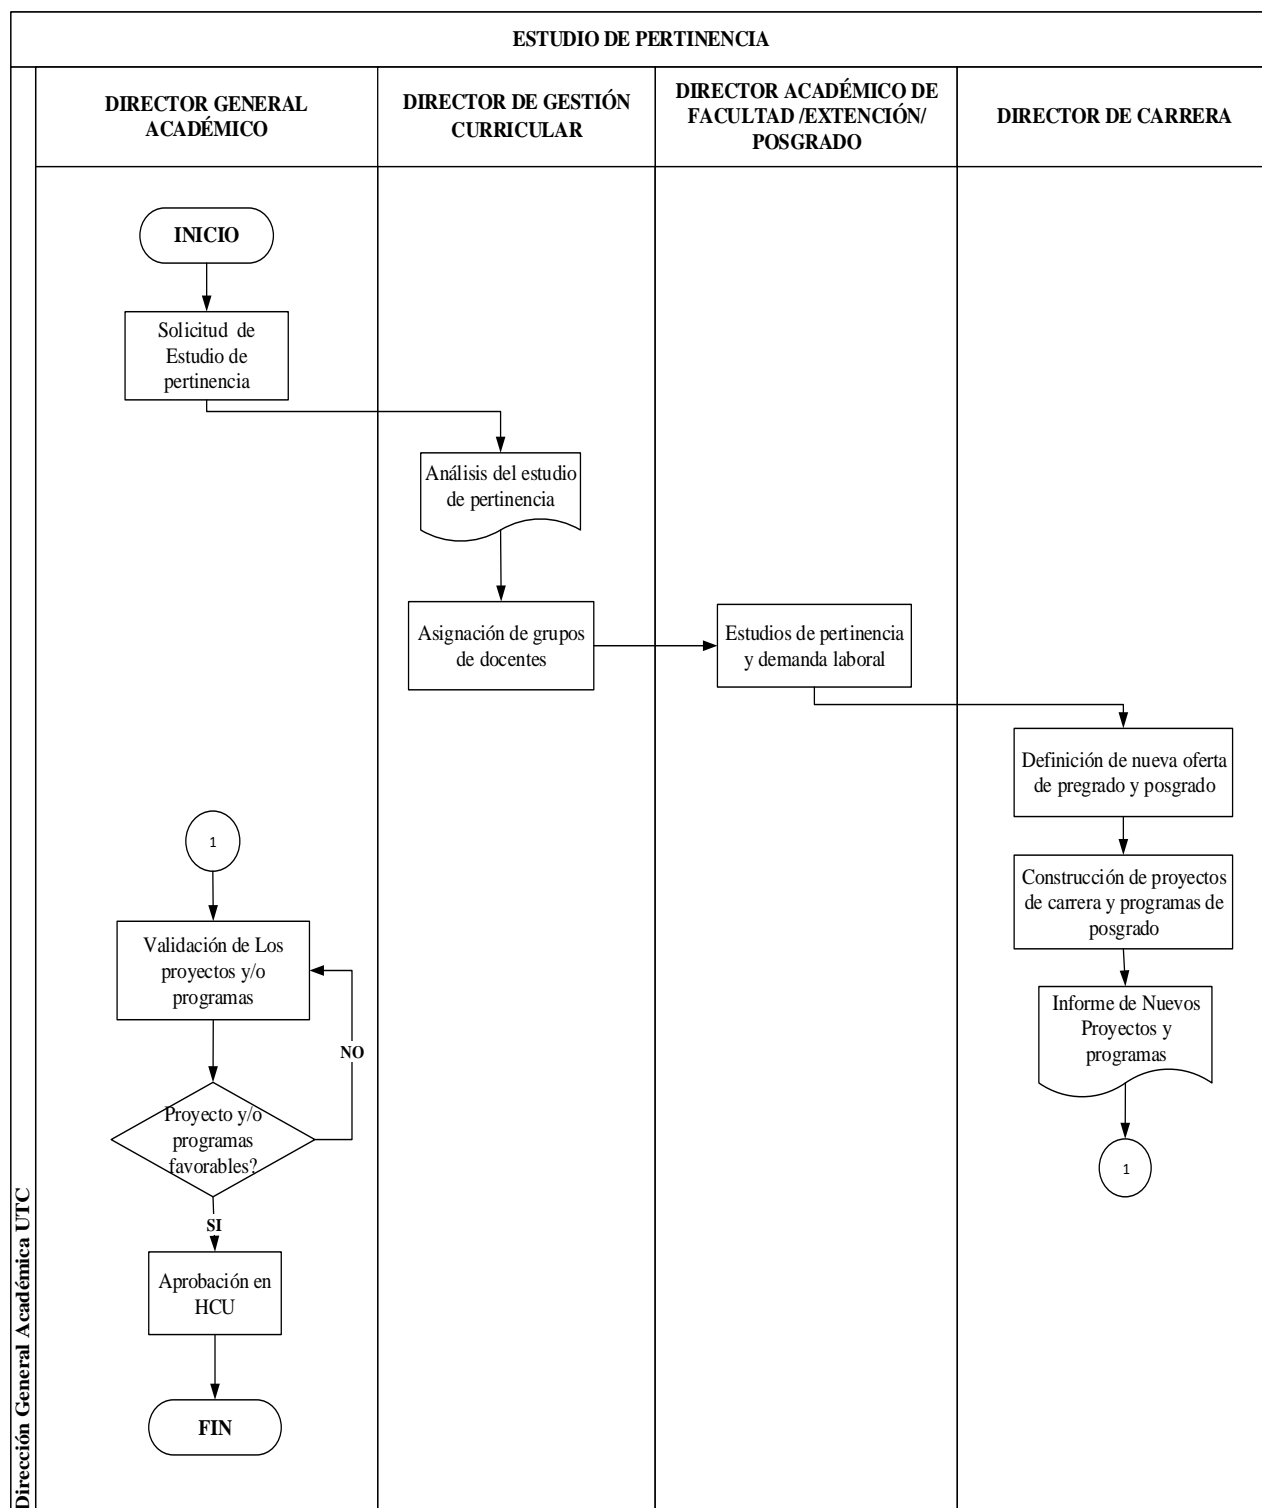 ESTUDIO DE PERTINENCIA
DIRECTOR GENERAL
ACADÉMICO
DIRECTOR DE GESTIÓN
CURRICULAR
DIRECTOR ACADÉMICO DE
FACULTAD /EXTENCIÓN/
POSGRADO
DIRECTOR DE CARRERA
INICIO
Solicitud de
Estudio de
pertinencia
Análisis del estudio
de pertinencia
Asignación de grupos
de docentes
Estudios de pertinencia
y demanda laboral
Definición de nueva oferta
de pregrado y posgrado
Construcción de proyectos
de carrera y programas de
posgrado
Informe de Nuevos
Proyectos y
programas
1
1
Validación de Los
proyectos y/o
programas
NO
Proyecto y/o
programas
favorables?
SI
Aprobación en
HCU
FIN
Dirección General Académica UTC